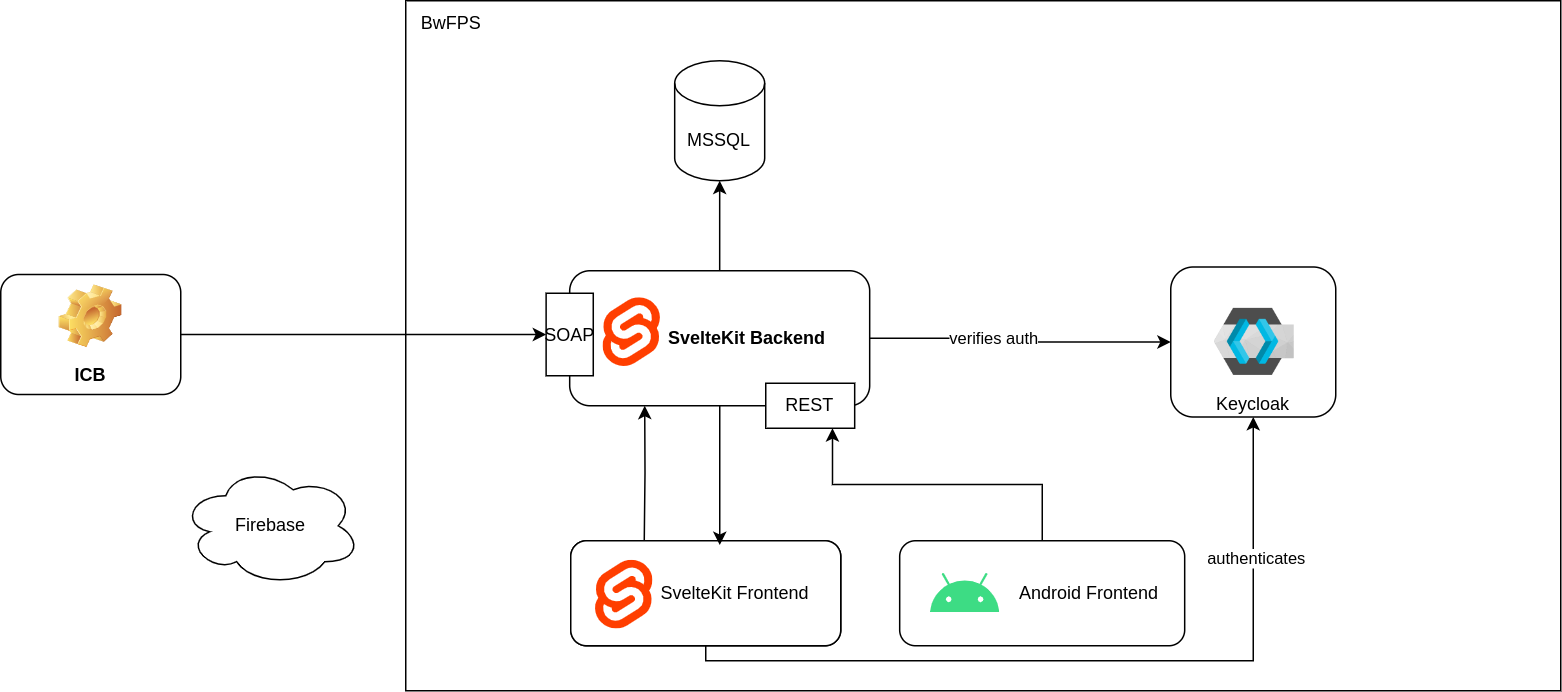 BwFPS
MSSQL
SOAP
SvelteKit Backend
verifies auth
ICB
REST
Keycloak
Firebase
authenticates
SvelteKit Frontend
Android Frontend